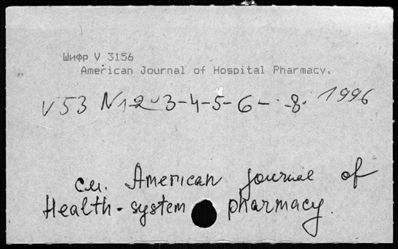 Шифр V 3156
American Journal of Hospital Pharmacy.
V53 N1-2-3-4-5-6- -8. 1996
см. American journal of
Health-system pharmacy.